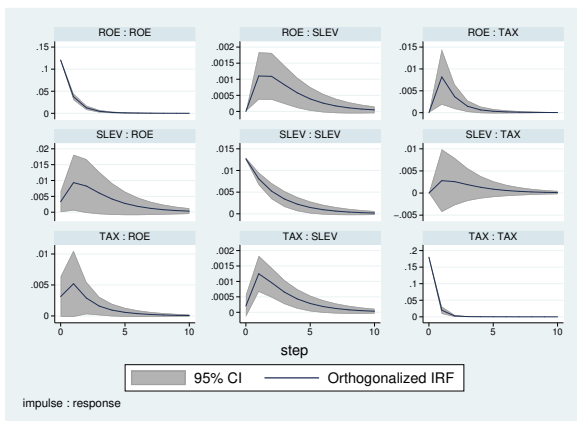 ROE : ROE
ROE : SLEV
ROE : TAX
.15
.1
.05
0
.002
.0015
.001
.0005
0
.015
.01
.005
0
SLEV : ROE
SLEV : SLEV
SLEV : TAX
.02
.015
.01
.005
0
.015
.01
.005
0
.01
.005
0
-.005
TAX : ROE
TAX : SLEV
TAX : TAX
.01
.005
0
.002
.0015
.001
.0005
0
.2
.15
.1
.05
0
0 5 10
0 5 10
0 5 10
step
95% CI
Orthogonalized IRF
impulse : response